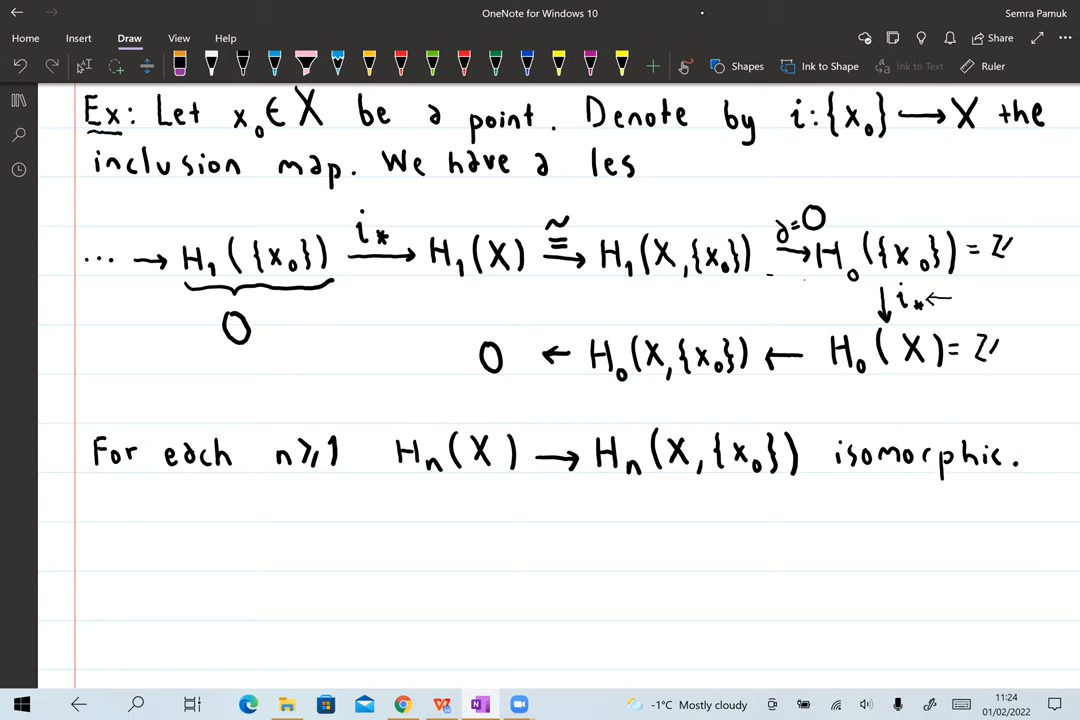 OneNote for Windows 10
Semra Pamuk
Home Insert Draw View Help
Share
Shapes Ink to Shape Ink to Text Ruler
Ex: Let x₀ ∈ X be a point. Denote by i:{x₀} ⟶ X the
inclusion map. We have a les
... → H₁({x₀}) —i∗→ H₁(X) —≅→ H₁(X,{x₀}) —∂=0→ H₀({x₀}) = ℤ
0
↓ i∗ ←
0 ← H₀(X,{x₀}) ← H₀(X) = ℤ
For each n≥1 Hₙ(X) → Hₙ(X,{x₀}) isomorphic.
-1°C Mostly cloudy
11:24
01/02/2022